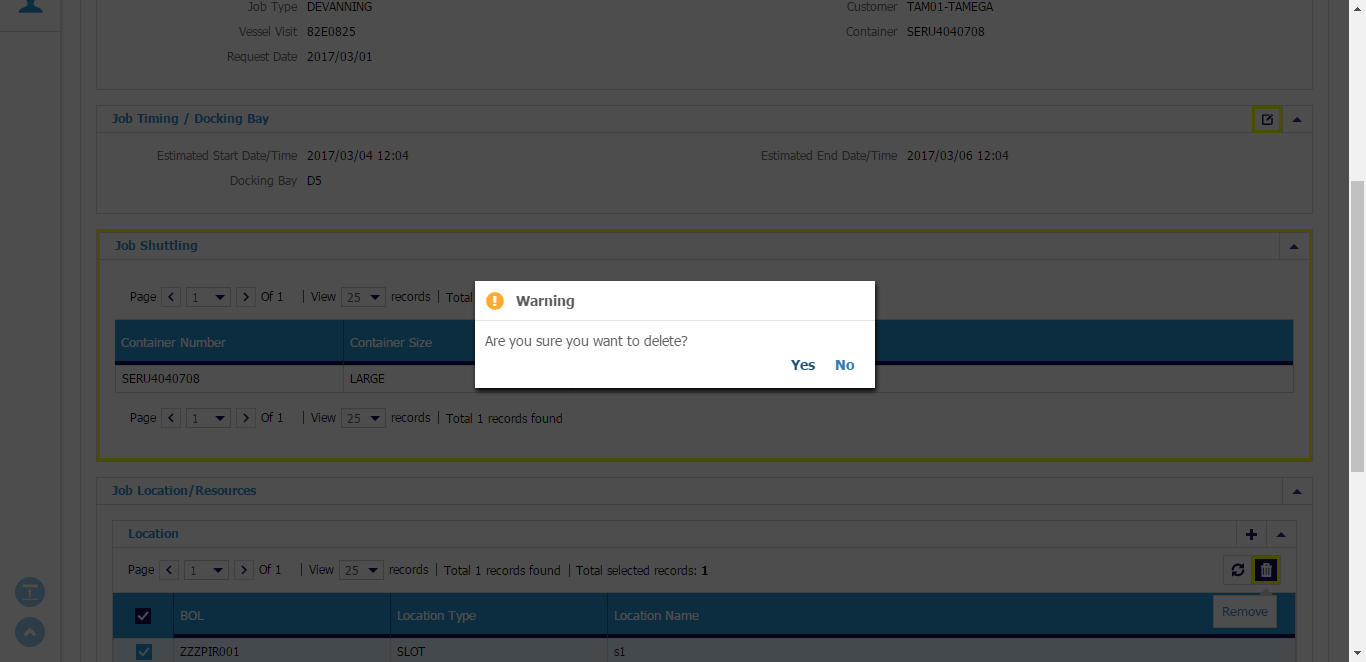 Job Type DEVANNING Customer TAM01-TAMEGA
Vessel Visit 82E0825 Container SERU4040708
Request Date 2017/03/01
Job Timing / Docking Bay
Estimated Start Date/Time 2017/03/04 12:04 Estimated End Date/Time 2017/03/06 12:04
Docking Bay D5
Job Shuttling
Page 1 Of 1 | View 25 records | Total
Warning
Are you sure you want to delete?
Yes No
Container Number Container Size
SERU4040708 LARGE
Page 1 Of 1 | View 25 records | Total 1 records found
Job Location/Resources
Location
Page 1 Of 1 | View 25 records | Total 1 records found | Total selected records: 1
Remove
BOL Location Type Location Name
ZZZPIR001 SLOT s1